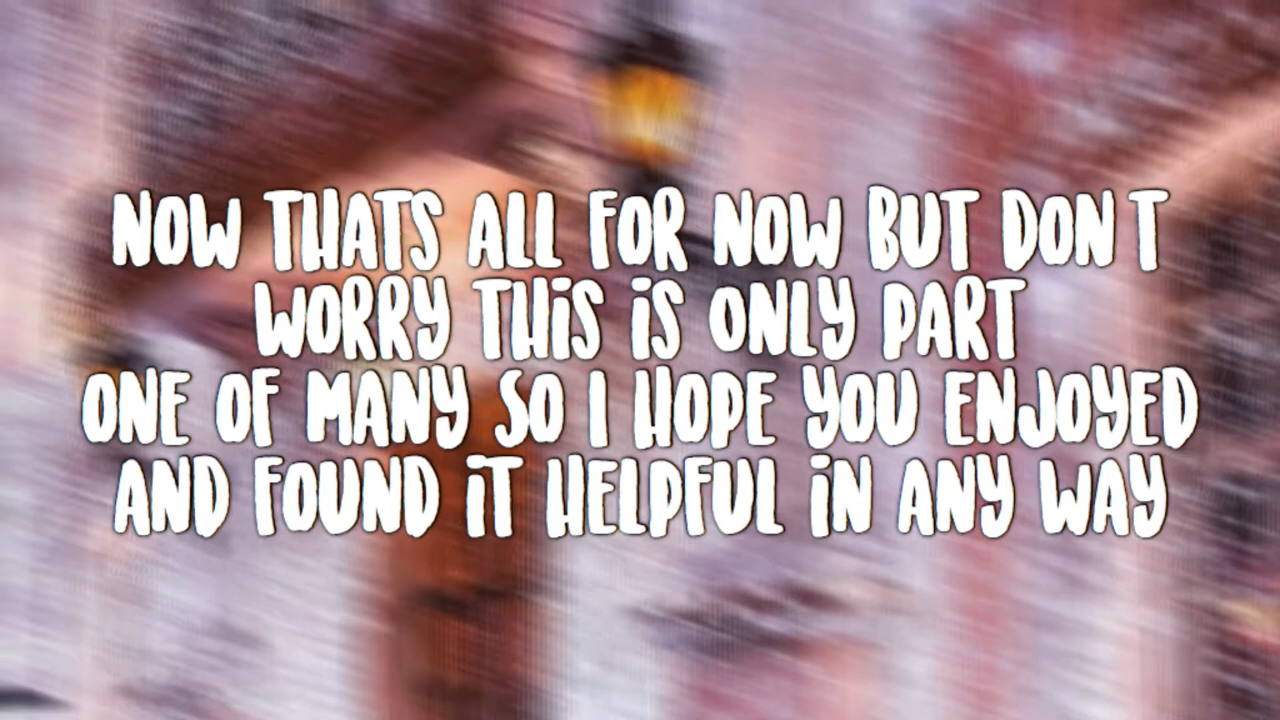 NOW THATS ALL FOR NOW BUT DON T
WORRY THIS IS ONLY PART
ONE OF MANY SO I HOPE YOU ENJOYED
AND FOUND IT HELPFUL IN ANY WAY